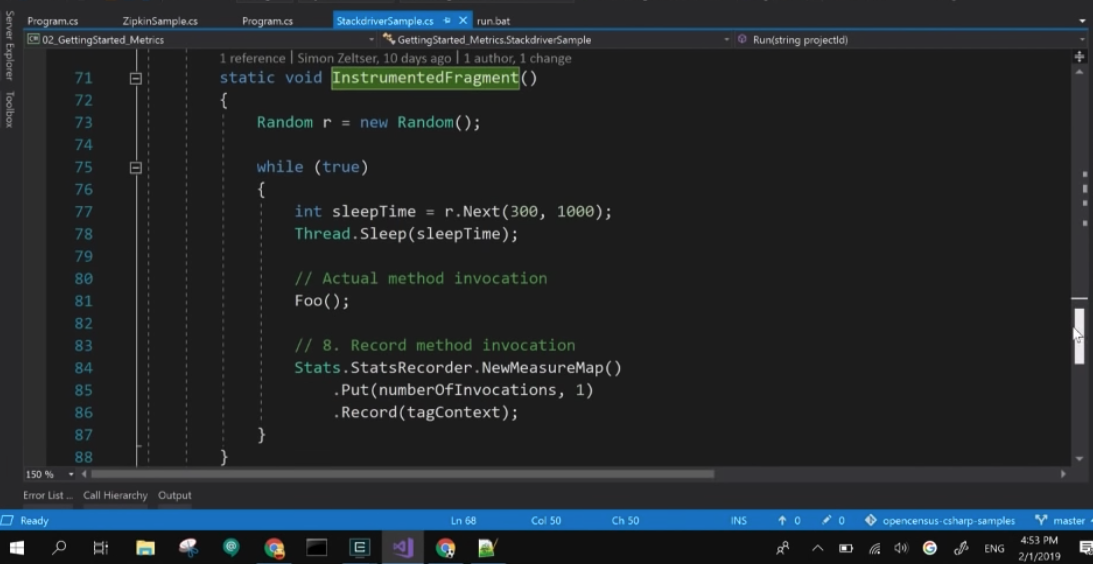 Program.cs ZipkinSample.cs Program.cs StackdriverSample.cs run.bat
Server Explorer
Toolbox
C# 02_GettingStarted_Metrics GettingStarted_Metrics.StackdriverSample Run(string projectId)
1 reference | Simon Zeltser, 10 days ago | 1 author, 1 change
71 static void InstrumentedFragment()
72 {
73 Random r = new Random();
74
75 while (true)
76 {
77 int sleepTime = r.Next(300, 1000);
78 Thread.Sleep(sleepTime);
79
80 // Actual method invocation
81 Foo();
82
83 // 8. Record method invocation
84 Stats.StatsRecorder.NewMeasureMap()
85 .Put(numberOfInvocations, 1)
86 .Record(tagContext);
87 }
88 }
150 %
Error List ... Call Hierarchy Output
Ready Ln 68 Col 50 Ch 50 INS 0 0 opencensus-csharp-samples master
ENG 4:53 PM
2/1/2019